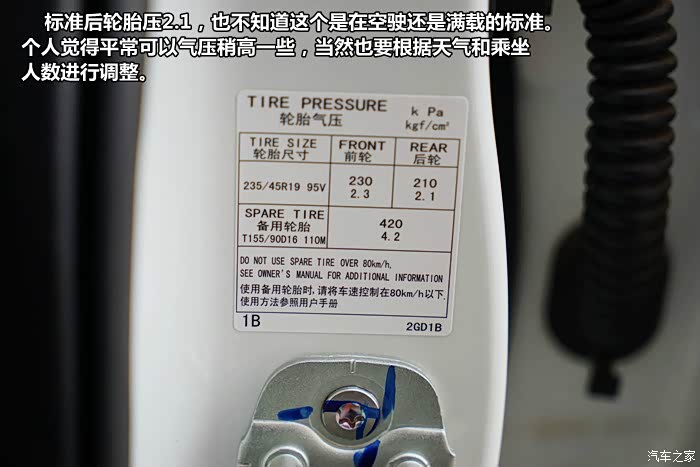 标准后轮胎压2.1，也不知道这个是在空驶还是满载的标准。
个人觉得平常可以气压稍高一些，当然也要根据天气和乘坐
人数进行调整。
TIRE PRESSURE k Pa
轮胎气压 kgf/cm²
TIRE SIZE FRONT REAR
轮胎尺寸 前轮 后轮
235/45R19 95V 230 210
2.3 2.1
SPARE TIRE 420
备用轮胎 4.2
T155/90D16 110M
DO NOT USE SPARE TIRE OVER 80km/h.
SEE OWNER'S MANUAL FOR ADDITIONAL INFORMATION
使用备用轮胎时,请将车速控制在80km/h以下.
使用方法参照用户手册
1B 2GD1B
汽车之家